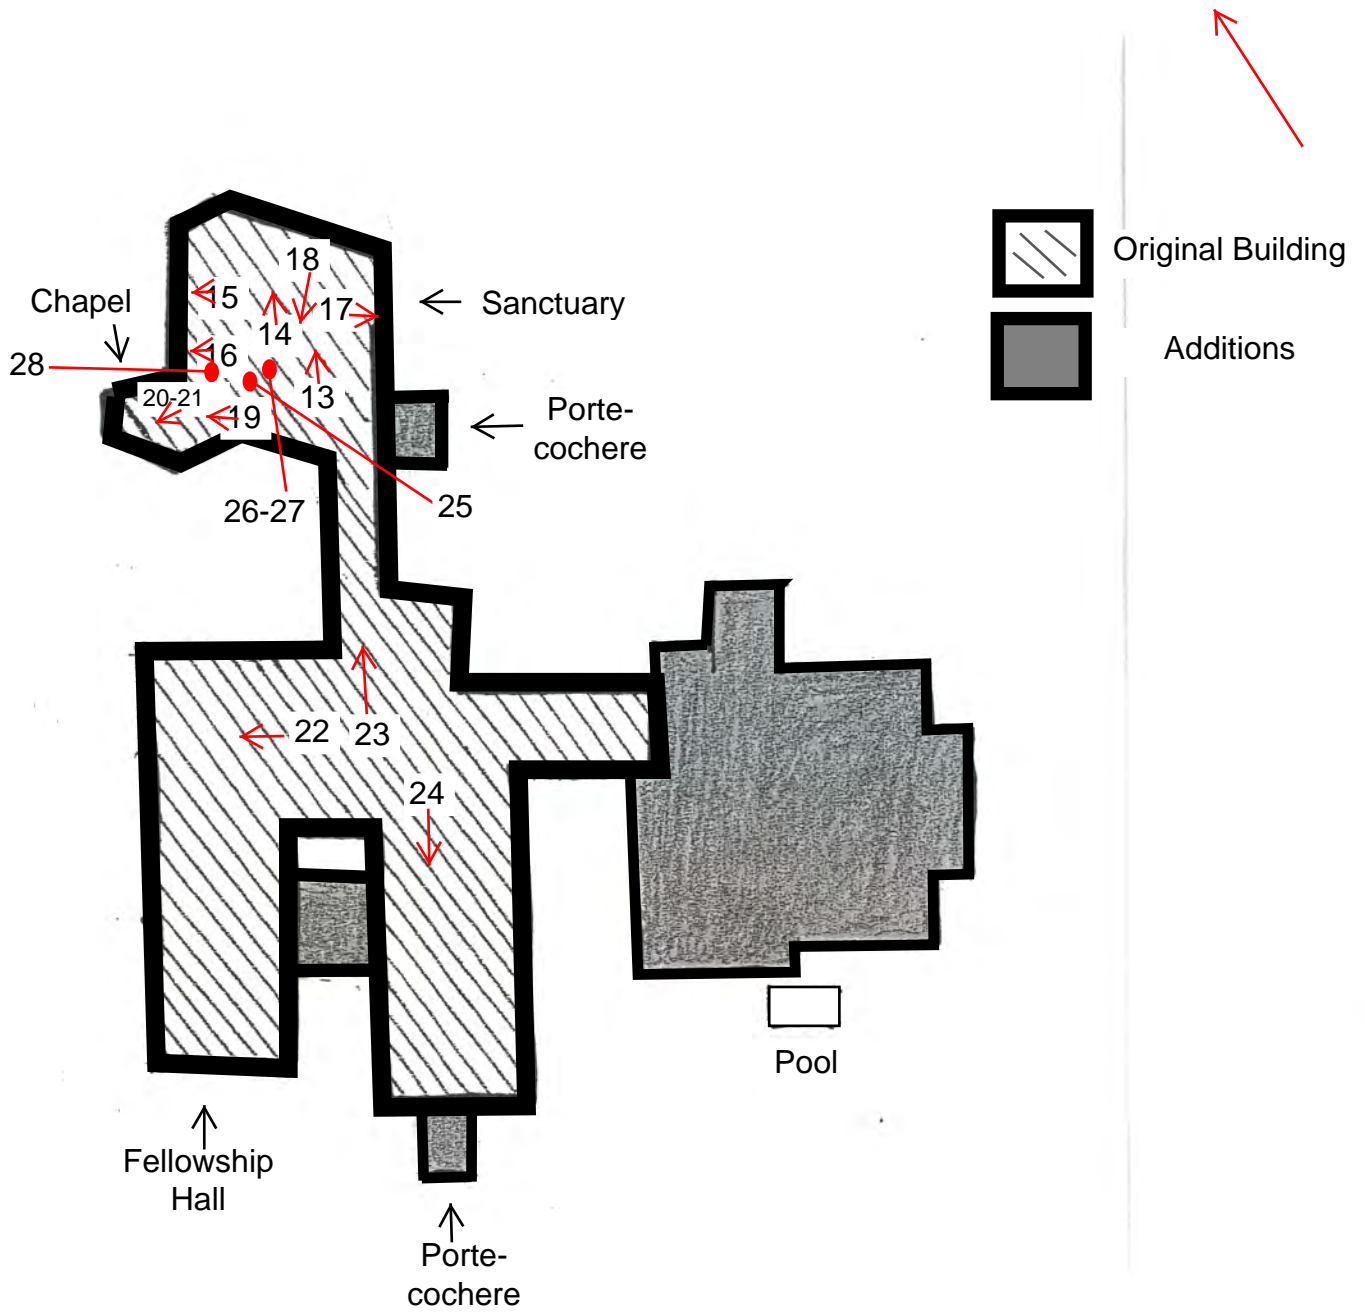 Original Building
Additions
Chapel
Sanctuary
18
15
17
14
16
28
13
20-21
19
Porte-
cochere
26-27
25
22
23
24
Pool
Fellowship
Hall
Porte-
cochere